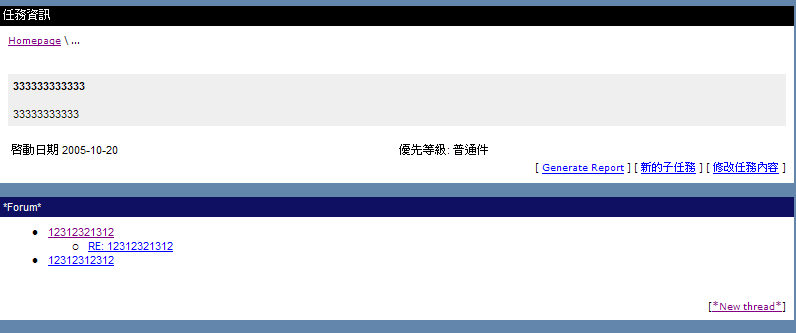 任務資訊
Homepage \ ...
333333333333
33333333333
啓動日期 2005-10-20 優先等級: 普通件
[ Generate Report ] [ 新的子任務 ] [ 修改任務內容 ]
*Forum*
12312321312
RE: 12312321312
12312312312
[*New thread*]